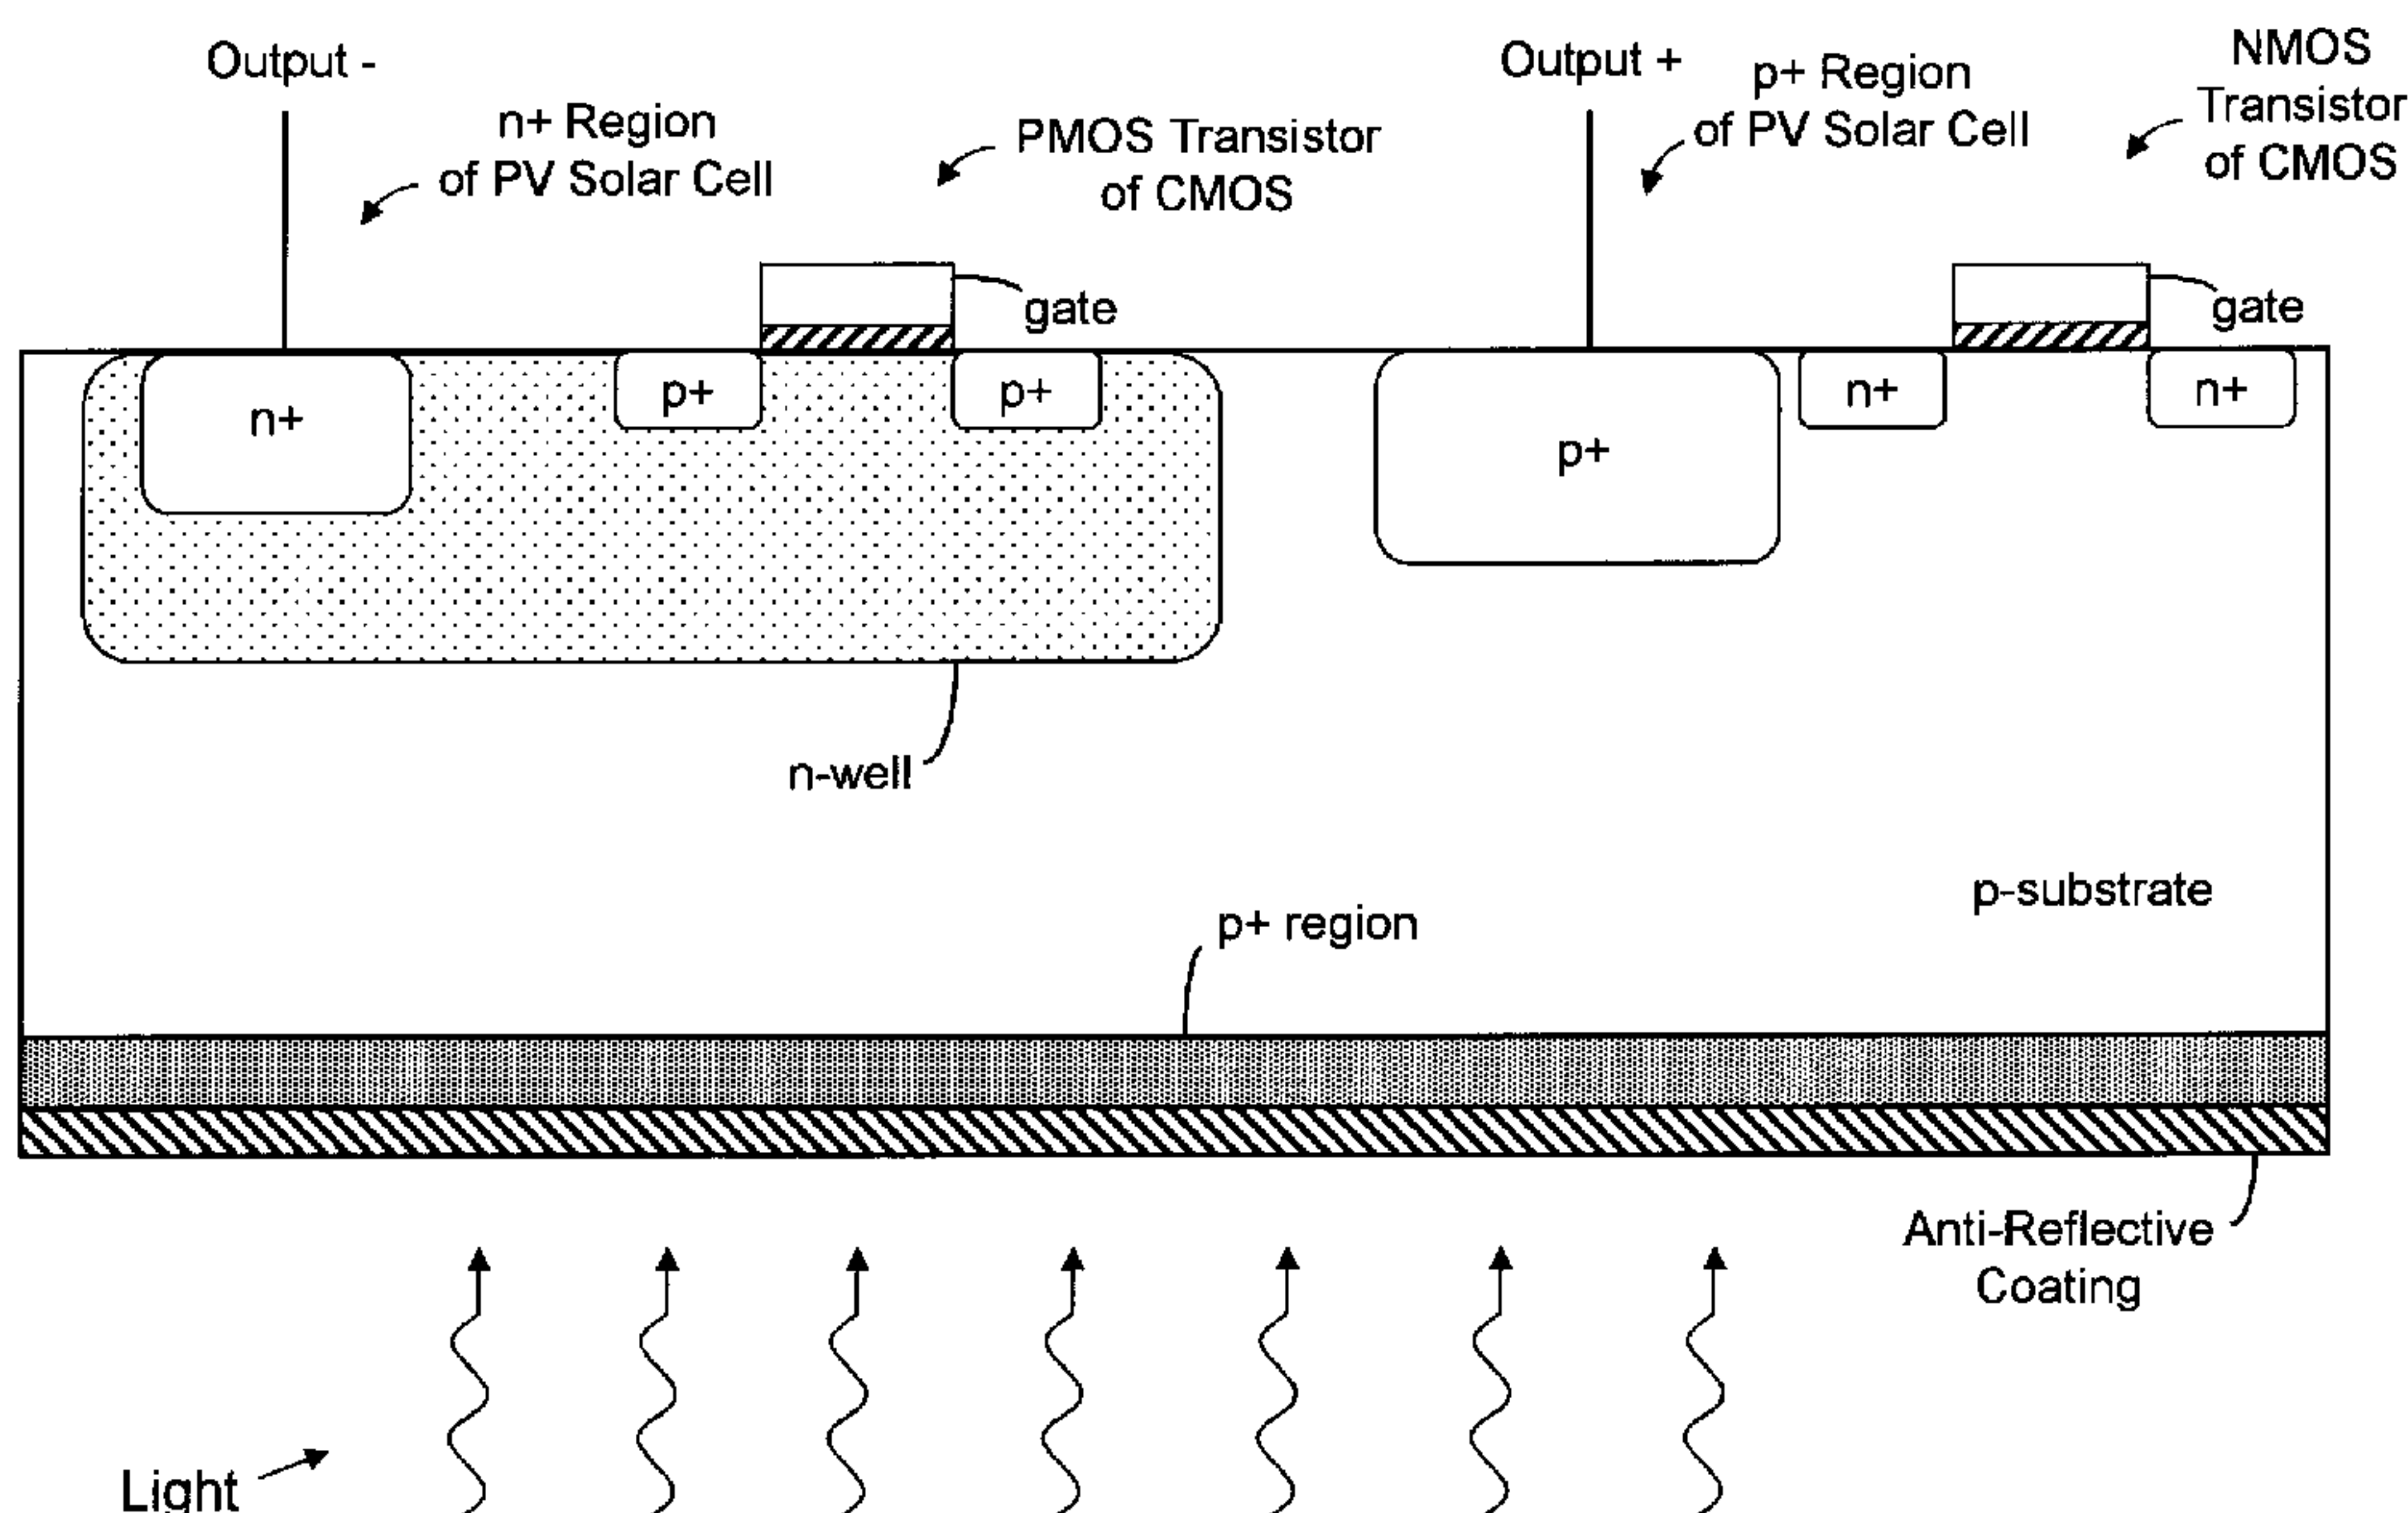 Output -
n+ Region
of PV Solar Cell
PMOS Transistor
of CMOS
Output +
p+ Region
of PV Solar Cell
NMOS
Transistor
of CMOS
gate
gate
n+
p+
p+
p+
n+
n+
n-well
p-substrate
p+ region
Anti-Reflective
Coating
Light